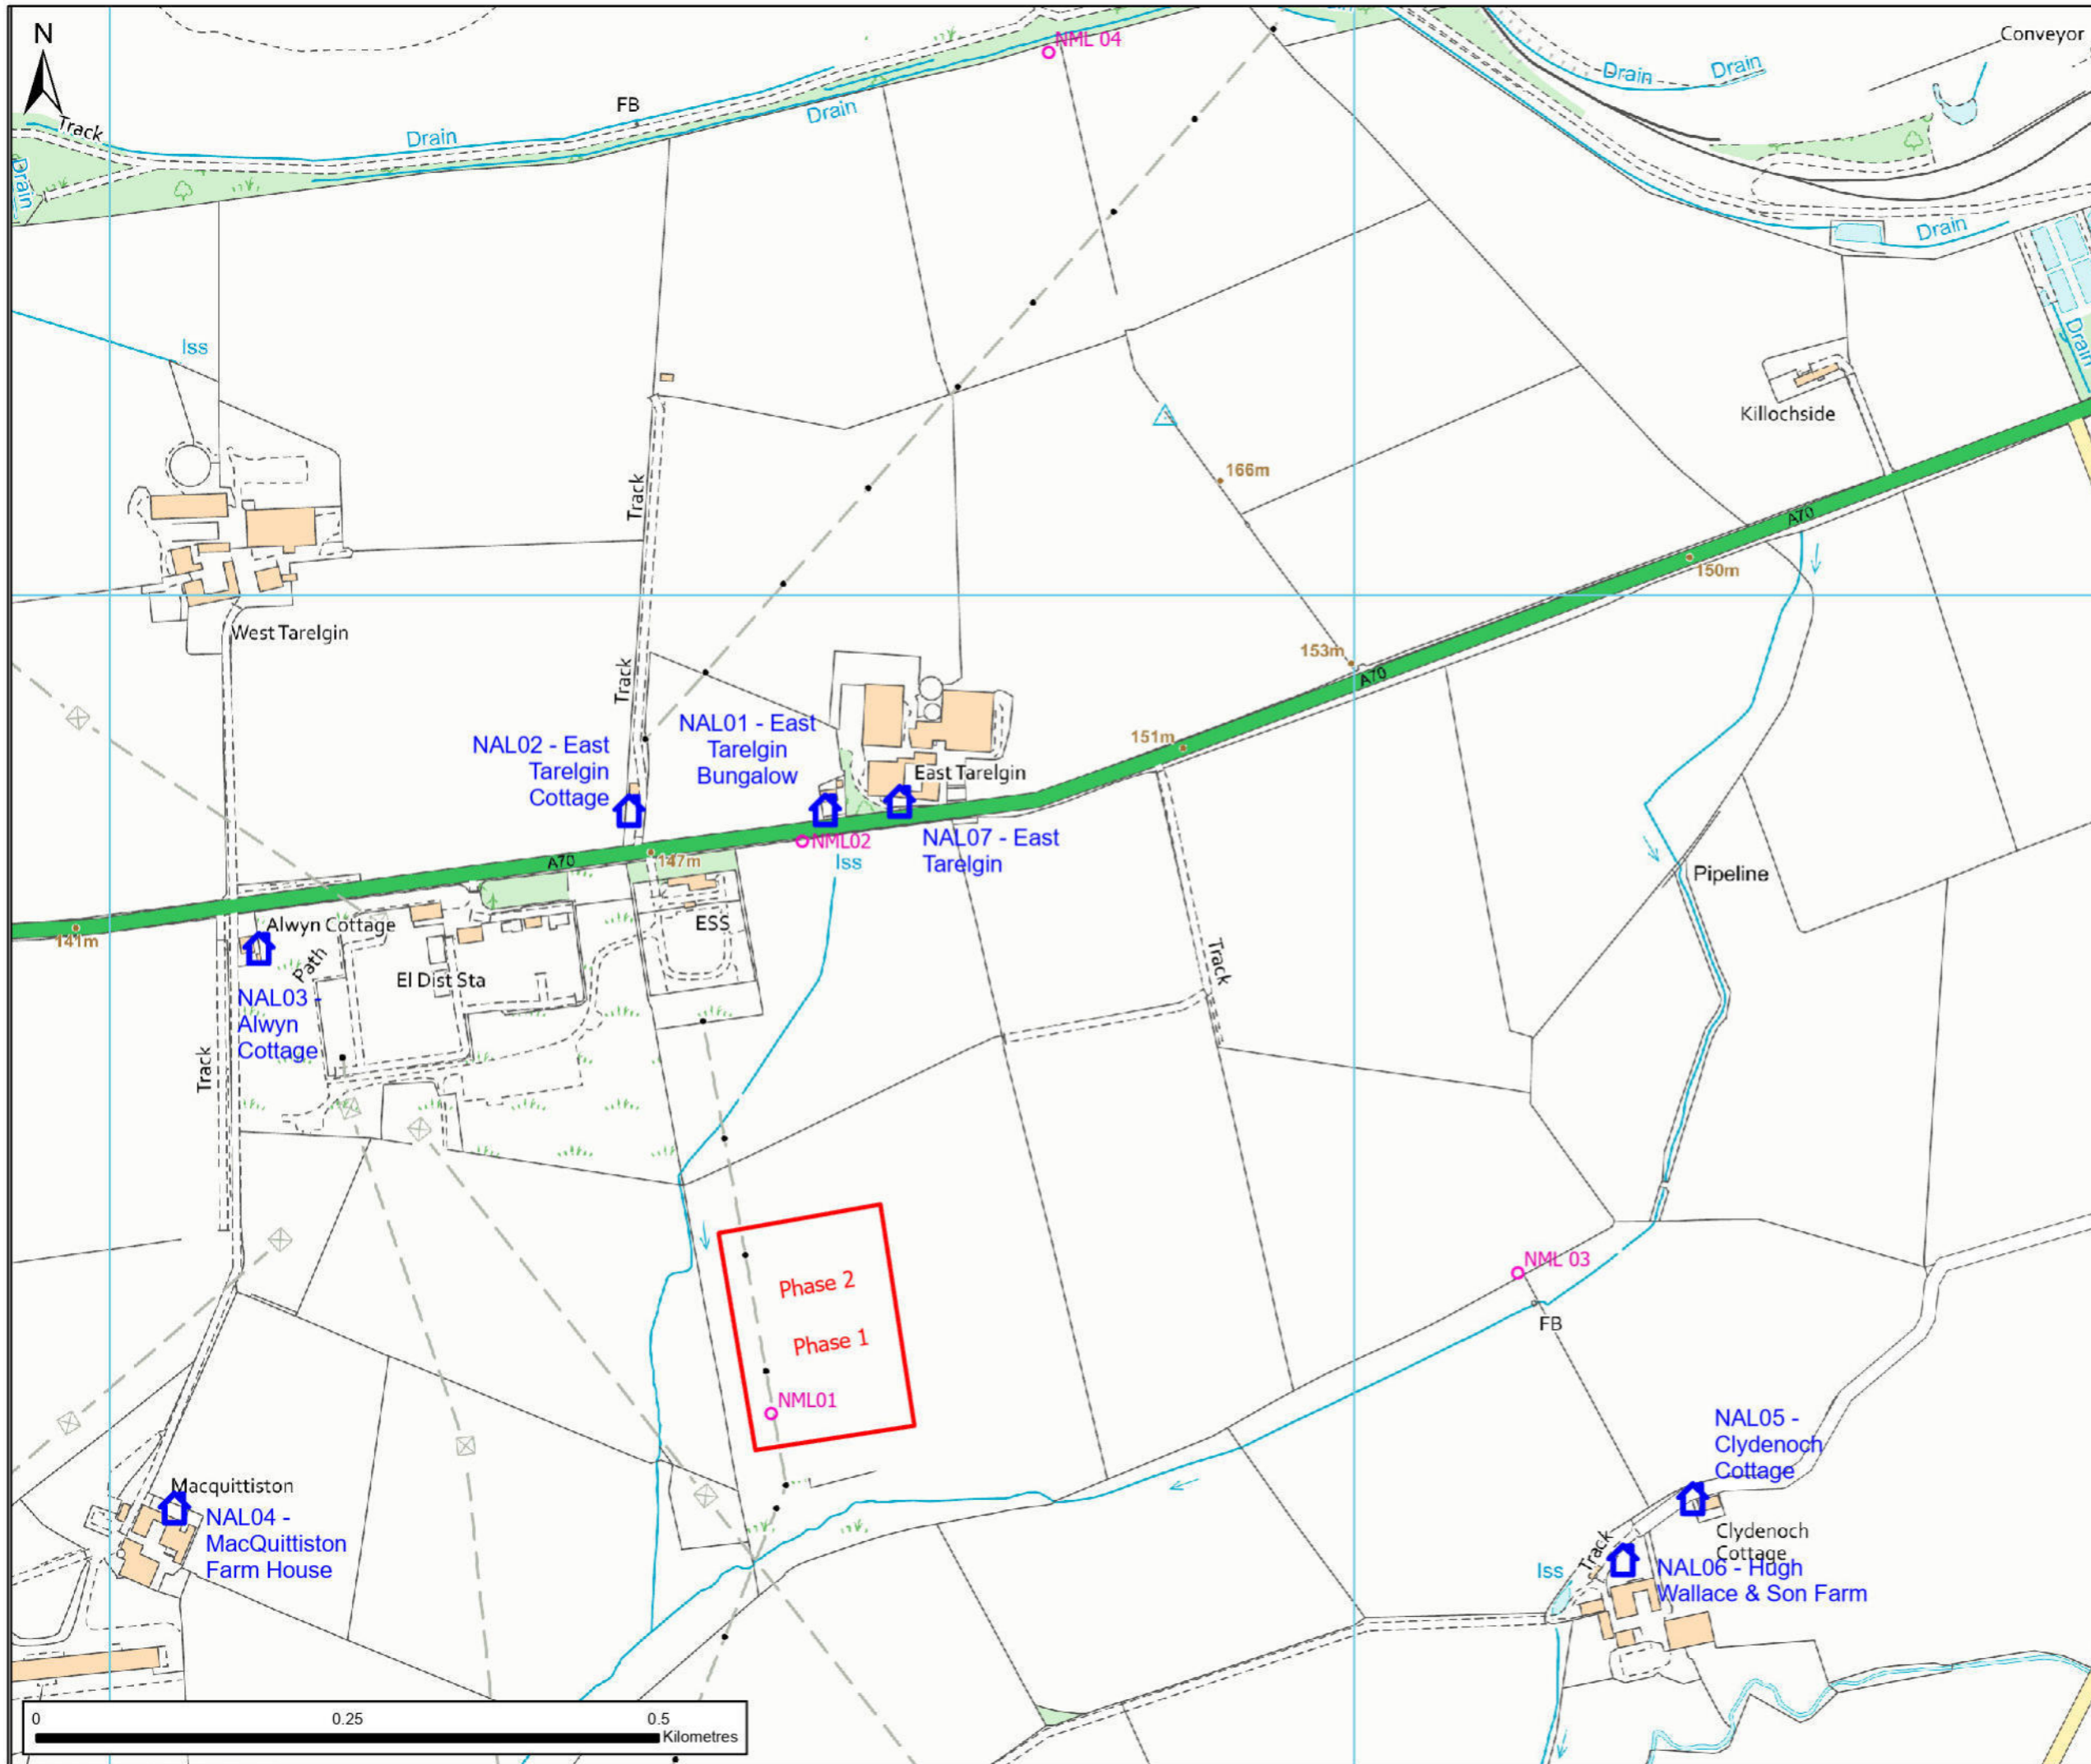 N
NML 04
Conveyor
Drain
Drain
Track
FB
Drain
Drain
Drain
Drain
Iss
Drain
Killochside
166m
Track
A70
150m
West Tarelgin
153m
A70
Track
NAL01 - East
Tarelgin
Bungalow
NAL02 - East
Tarelgin
Cottage
151m
East Tarelgin
NML02
NAL07 - East
Tarelgin
147m
A70
Iss
Pipeline
Alwyn Cottage
ESS
141m
Path
El Dist Sta
Track
NAL03 -
Alwyn
Cottage
Track
NML 03
Phase 2
FB
Phase 1
NML01
NAL05 -
Clydenoch
Cottage
Macquittiston
NAL04 -
MacQuittiston
Farm House
Clydenoch
Cottage
Track
Iss
NAL06 - Hugh
Wallace & Son Farm
0
0.25
0.5
Kilometres